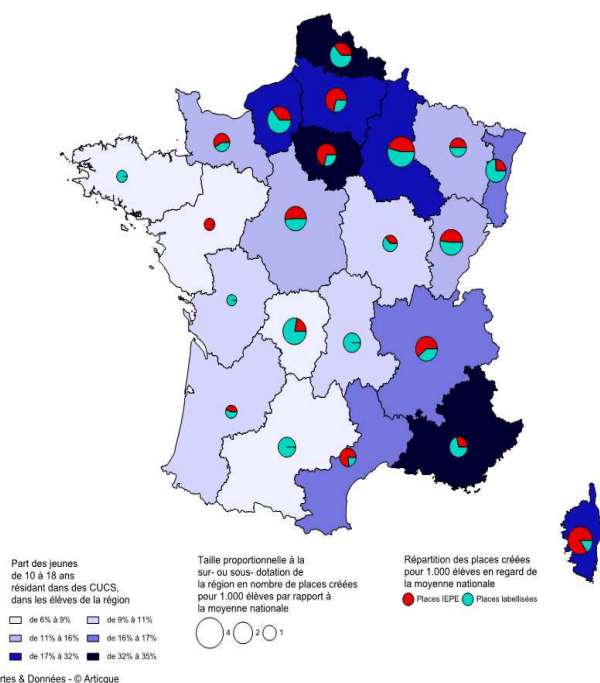 Part des jeunes
de 10 à 18 ans
résidant dans des CUCS,
dans les élèves de la région
de 6% à 9%
de 9% à 11%
de 11% à 16%
de 16% à 17%
de 17% à 32%
de 32% à 35%
Taille proportionnelle à la
sur- ou sous- dotation de
la région en nombre de places créées
pour 1.000 élèves par rapport à
la moyenne nationale
4 2 1
Répartition des places créées
pour 1.000 élèves en regard de
la moyenne nationale
Places IEPE Places labellisées
rtes & Données - © Articque